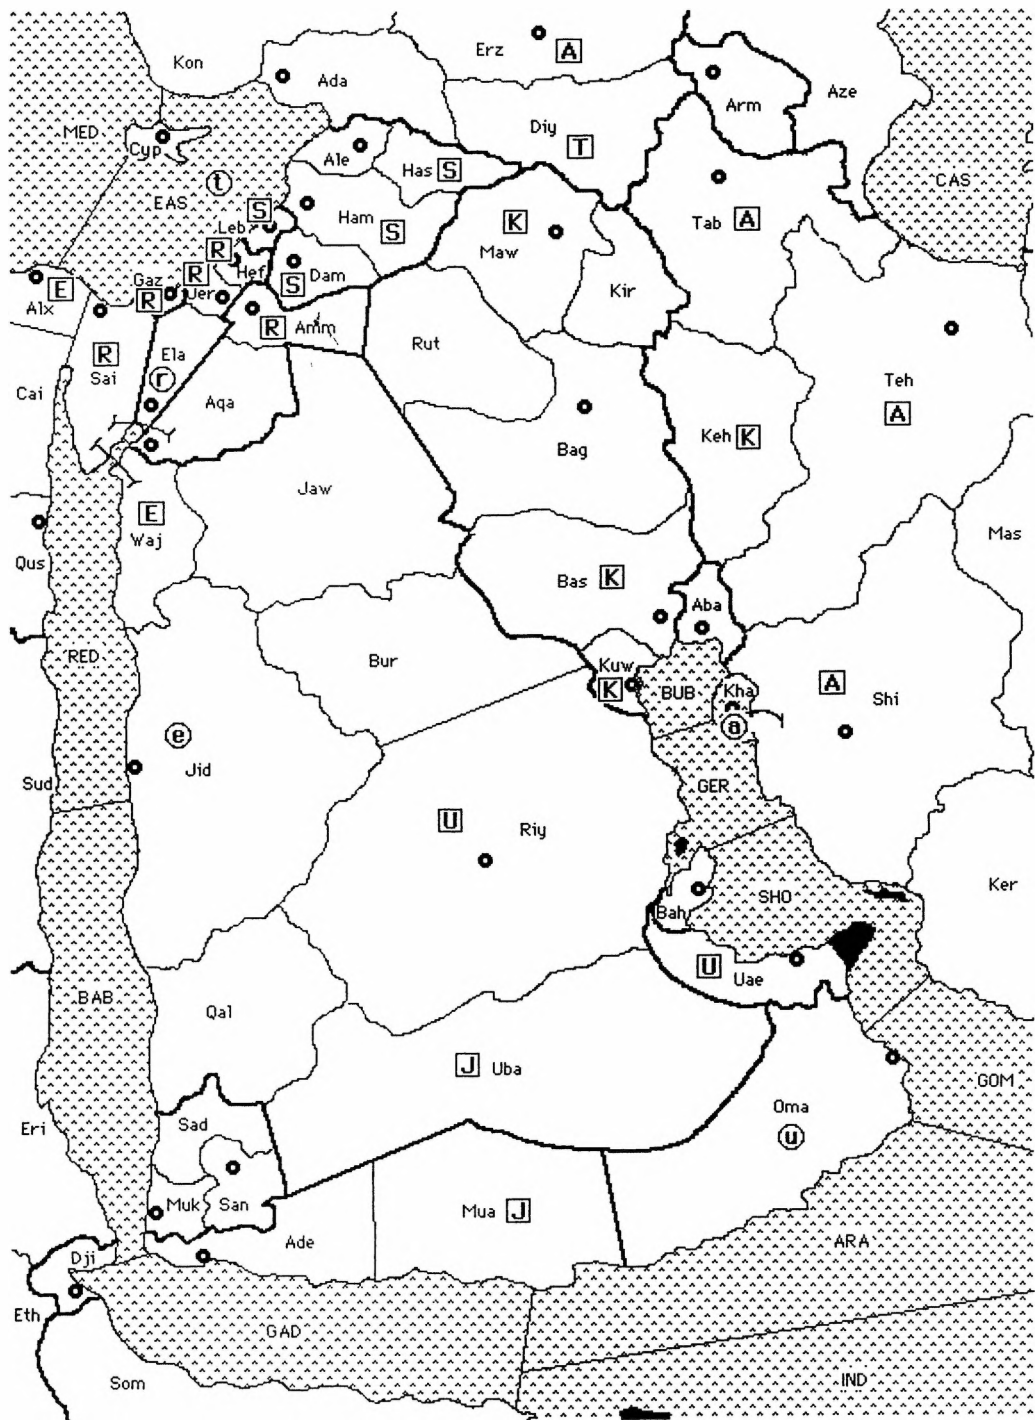 Erz A
Kon
Ada
Aze
Arm
MED
Diy
T
Cyp
Ale
Has S
CAS
t
EAS
S
Leb
Ham S
K
Maw
Tab A
R
Hef
Dam
S
Gaz R
Jer
E
Alx
R
Kir
R Amm
Rut
Ela
r
R
Sai
Cai
Aqa
Teh
A
Keh K
Bag
Jaw
E
Waj
Qus
Mas
Bas K
Aba
RED
Bur
Kuw
K
BUB
Kha
a
A
Shi
e
Jid
Sud
GER
U
Riy
Ker
SHO
Bah
U Uae
BAB
Qal
J Uba
GOM
Oma
u
Eri
Sad
Muk
San
Mua J
Ade
ARA
Dji
Eth
GAD
Som
IND